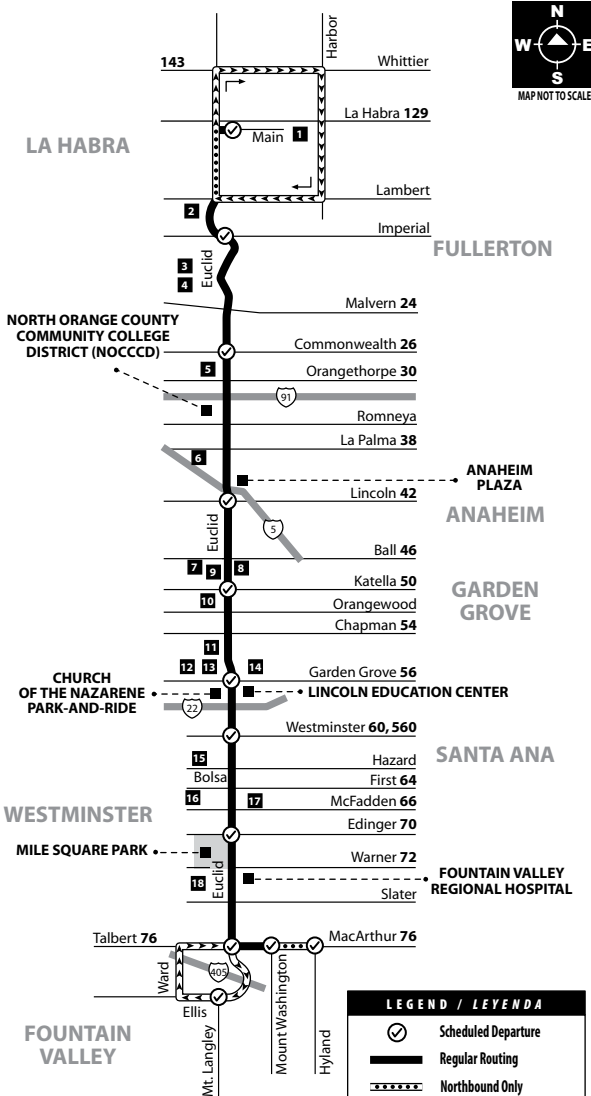 N
W E
S
MAP NOT TO SCALE
Harbor
143 Whittier
La Habra 129
Main 1
LA HABRA
Lambert
2
Imperial
FULLERTON
3
4
Euclid
Malvern 24
NORTH ORANGE COUNTY
COMMUNITY COLLEGE
DISTRICT (NOCCCD)
Commonwealth 26
5
Orangethorpe 30
91
Romneya
La Palma 38
6
ANAHEIM
PLAZA
Lincoln 42
ANAHEIM
Euclid
5
Ball 46
7 9 8
Katella 50
GARDEN
GROVE
10
Orangewood
Chapman 54
11
12 13 14
Garden Grove 56
CHURCH
OF THE NAZARENE
PARK-AND-RIDE
LINCOLN EDUCATION CENTER
22
Westminster 60, 560
SANTA ANA
15
Hazard
Bolsa
First 64
16 17
McFadden 66
WESTMINSTER
Edinger 70
MILE SQUARE PARK
Warner 72
Euclid
18
FOUNTAIN VALLEY
REGIONAL HOSPITAL
Slater
Talbert 76
MacArthur 76
Ward
405
Ellis
Mt. Langley
Mount Washington
Hyland
FOUNTAIN
VALLEY
LEGEND / LEYENDA
Scheduled Departure
Regular Routing
Northbound Only